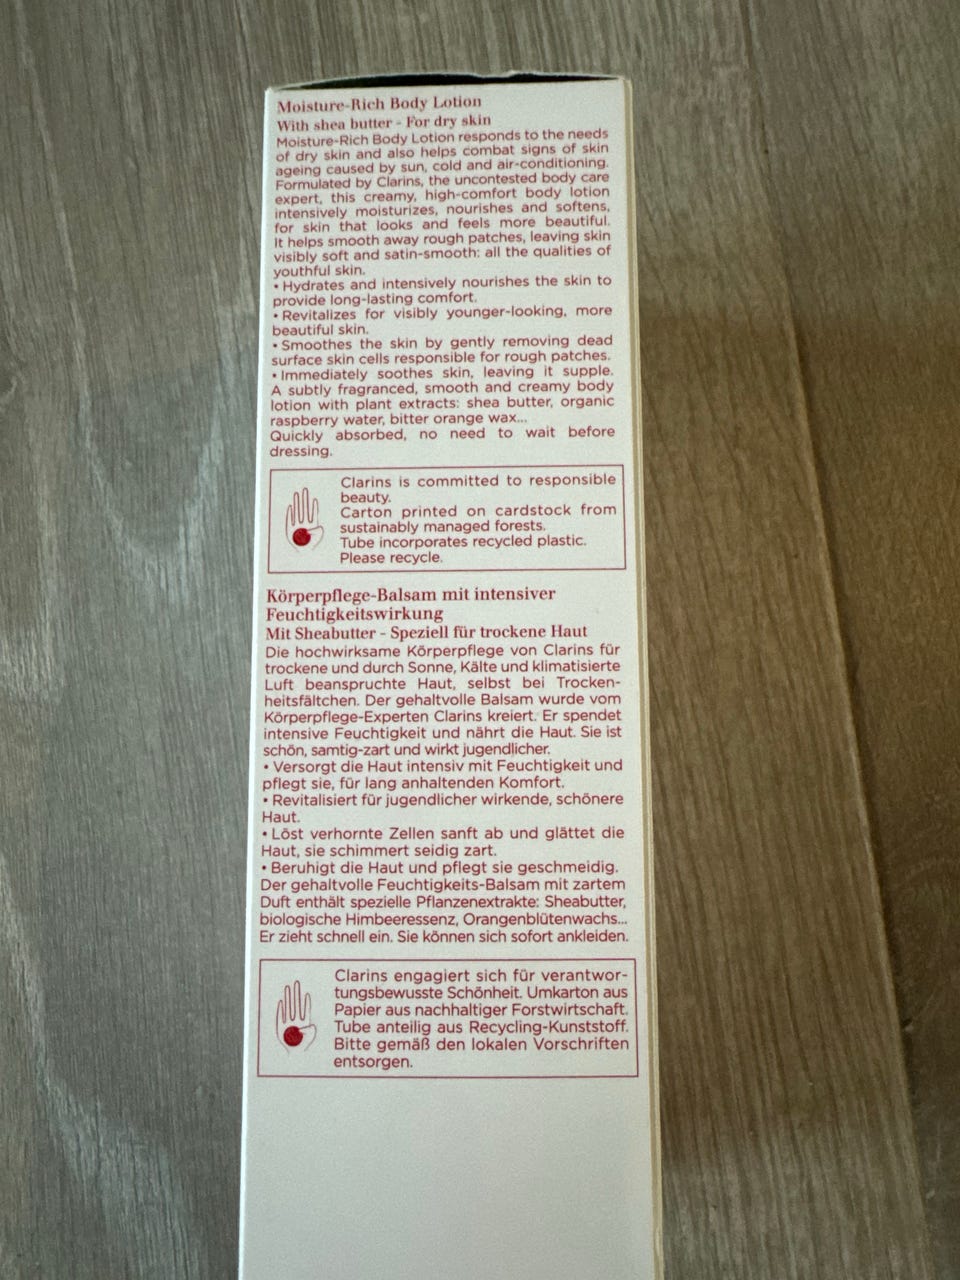 Moisture-Rich Body Lotion
With shea butter - For dry skin
Moisture-Rich Body Lotion responds to the needs
of dry skin and also helps combat signs of skin
ageing caused by sun, cold and air-conditioning.
Formulated by Clarins, the uncontested body care
expert, this creamy, high-comfort body lotion
intensively moisturizes, nourishes and softens,
for skin that looks and feels more beautiful.
It helps smooth away rough patches, leaving skin
visibly soft and satin-smooth: all the qualities of
youthful skin.
• Hydrates and intensively nourishes the skin to
provide long-lasting comfort.
• Revitalizes for visibly younger-looking, more
beautiful skin.
• Smoothes the skin by gently removing dead
surface skin cells responsible for rough patches.
• Immediately soothes skin, leaving it supple.
A subtly fragranced, smooth and creamy body
lotion with plant extracts: shea butter, organic
raspberry water, bitter orange wax...
Quickly absorbed, no need to wait before
dressing.
Clarins is committed to responsible
beauty.
Carton printed on cardstock from
sustainably managed forests.
Tube incorporates recycled plastic.
Please recycle.
Körperpflege-Balsam mit intensiver
Feuchtigkeitswirkung
Mit Sheabutter - Speziell für trockene Haut
Die hochwirksame Körperpflege von Clarins für
trockene und durch Sonne, Kälte und klimatisierte
Luft beanspruchte Haut, selbst bei Trocken-
heitsfältchen. Der gehaltvolle Balsam wurde vom
Körperpflege-Experten Clarins kreiert. Er spendet
intensive Feuchtigkeit und nährt die Haut. Sie ist
schön, samtig-zart und wirkt jugendlicher.
• Versorgt die Haut intensiv mit Feuchtigkeit und
pflegt sie, für lang anhaltenden Komfort.
• Revitalisiert für jugendlicher wirkende, schönere
Haut.
• Löst verhornte Zellen sanft ab und glättet die
Haut, sie schimmert seidig zart.
• Beruhigt die Haut und pflegt sie geschmeidig.
Der gehaltvolle Feuchtigkeits-Balsam mit zartem
Duft enthält spezielle Pflanzenextrakte: Sheabutter,
biologische Himbeeressenz, Orangenblütenwachs...
Er zieht schnell ein. Sie können sich sofort ankleiden.
Clarins engagiert sich für verantwor-
tungsbewusste Schönheit. Umkarton aus
Papier aus nachhaltiger Forstwirtschaft.
Tube anteilig aus Recycling-Kunststoff.
Bitte gemäß den lokalen Vorschriften
entsorgen.